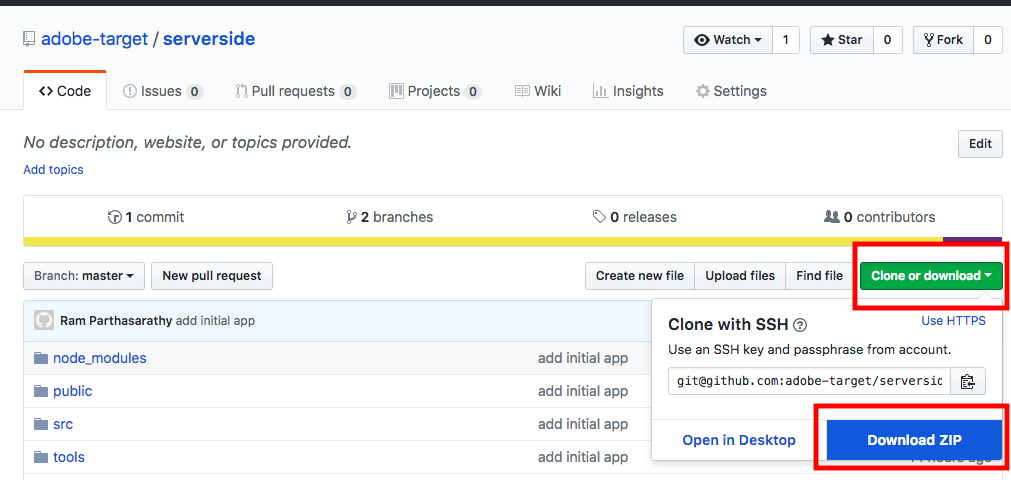 adobe-target / serverside
Watch 1 Star 0 Fork 0
Code Issues 0 Pull requests 0 Projects 0 Wiki Insights Settings
No description, website, or topics provided. Edit
Add topics
1 commit 2 branches 0 releases 0 contributors
Branch: master New pull request Create new file Upload files Find file Clone or download
Ram Parthasarathy add initial app
Clone with SSH ? Use HTTPS
Use an SSH key and passphrase from account.
git@github.com:adobe-target/serversid
Open in Desktop Download ZIP
node_modules add initial app
public add initial app
src add initial app
tools add initial app
hours ago